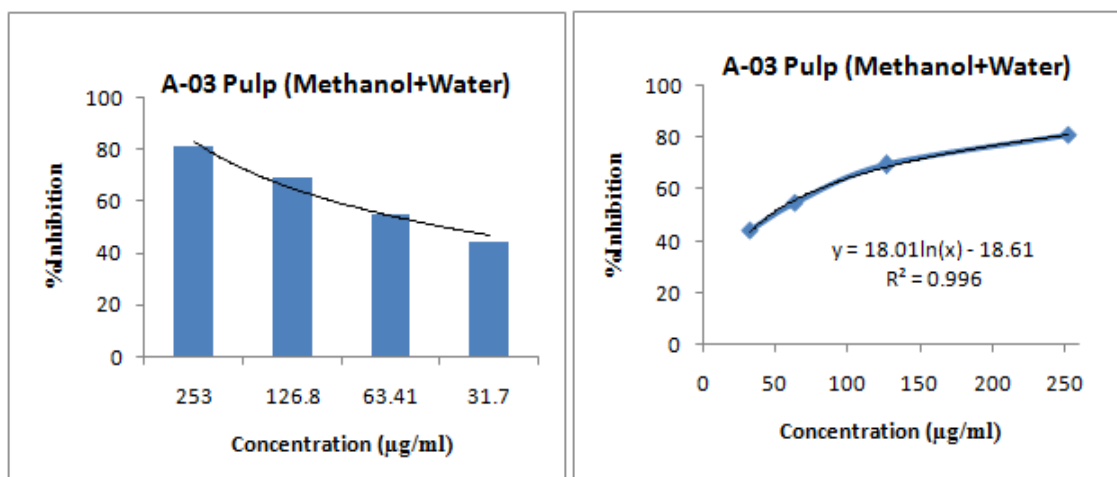 A-03 Pulp (Methanol+Water)
100
80
60
40
20
0
%Inhibition
253 126.8 63.41 31.7
Concentration (µg/ml)
A-03 Pulp (Methanol+Water)
100
80
60
40
20
0
%Inhibition
y = 18.01ln(x) - 18.61
R² = 0.996
0 50 100 150 200 250
Concentration (µg/ml)